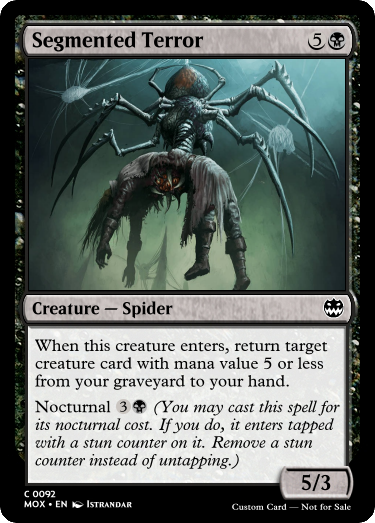 Segmented Terror 5
Creature — Spider
When this creature enters, return target
creature card with mana value 5 or less
from your graveyard to your hand.
Nocturnal 3 (You may cast this spell for
its nocturnal cost. If you do, it enters tapped
with a stun counter on it. Remove a stun
counter instead of untapping.)
5/3
C 0092
MOX • EN Istrandar
Custom Card — Not for Sale